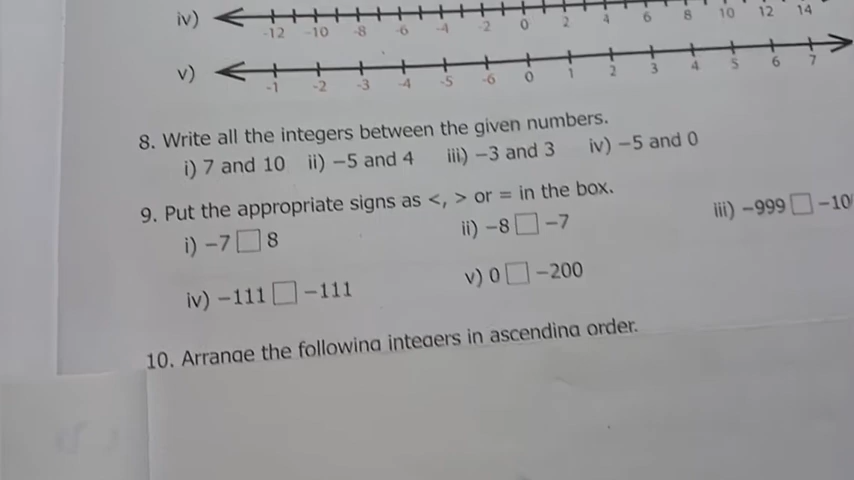 iv) -12 -10 -8 -6 -4 -2 0 2 4 6 8 10 12 14
v) -1 -2 -3 -4 -5 -6 0 1 2 3 4 5 6 7
8. Write all the integers between the given numbers.
i) 7 and 10 ii) −5 and 4 iii) −3 and 3 iv) −5 and 0
9. Put the appropriate signs as <, > or = in the box.
i) −7 □ 8 ii) −8 □ −7 iii) −999 □ −10
iv) −111 □ −111 v) 0 □ −200
10. Arrange the following integers in ascending order.